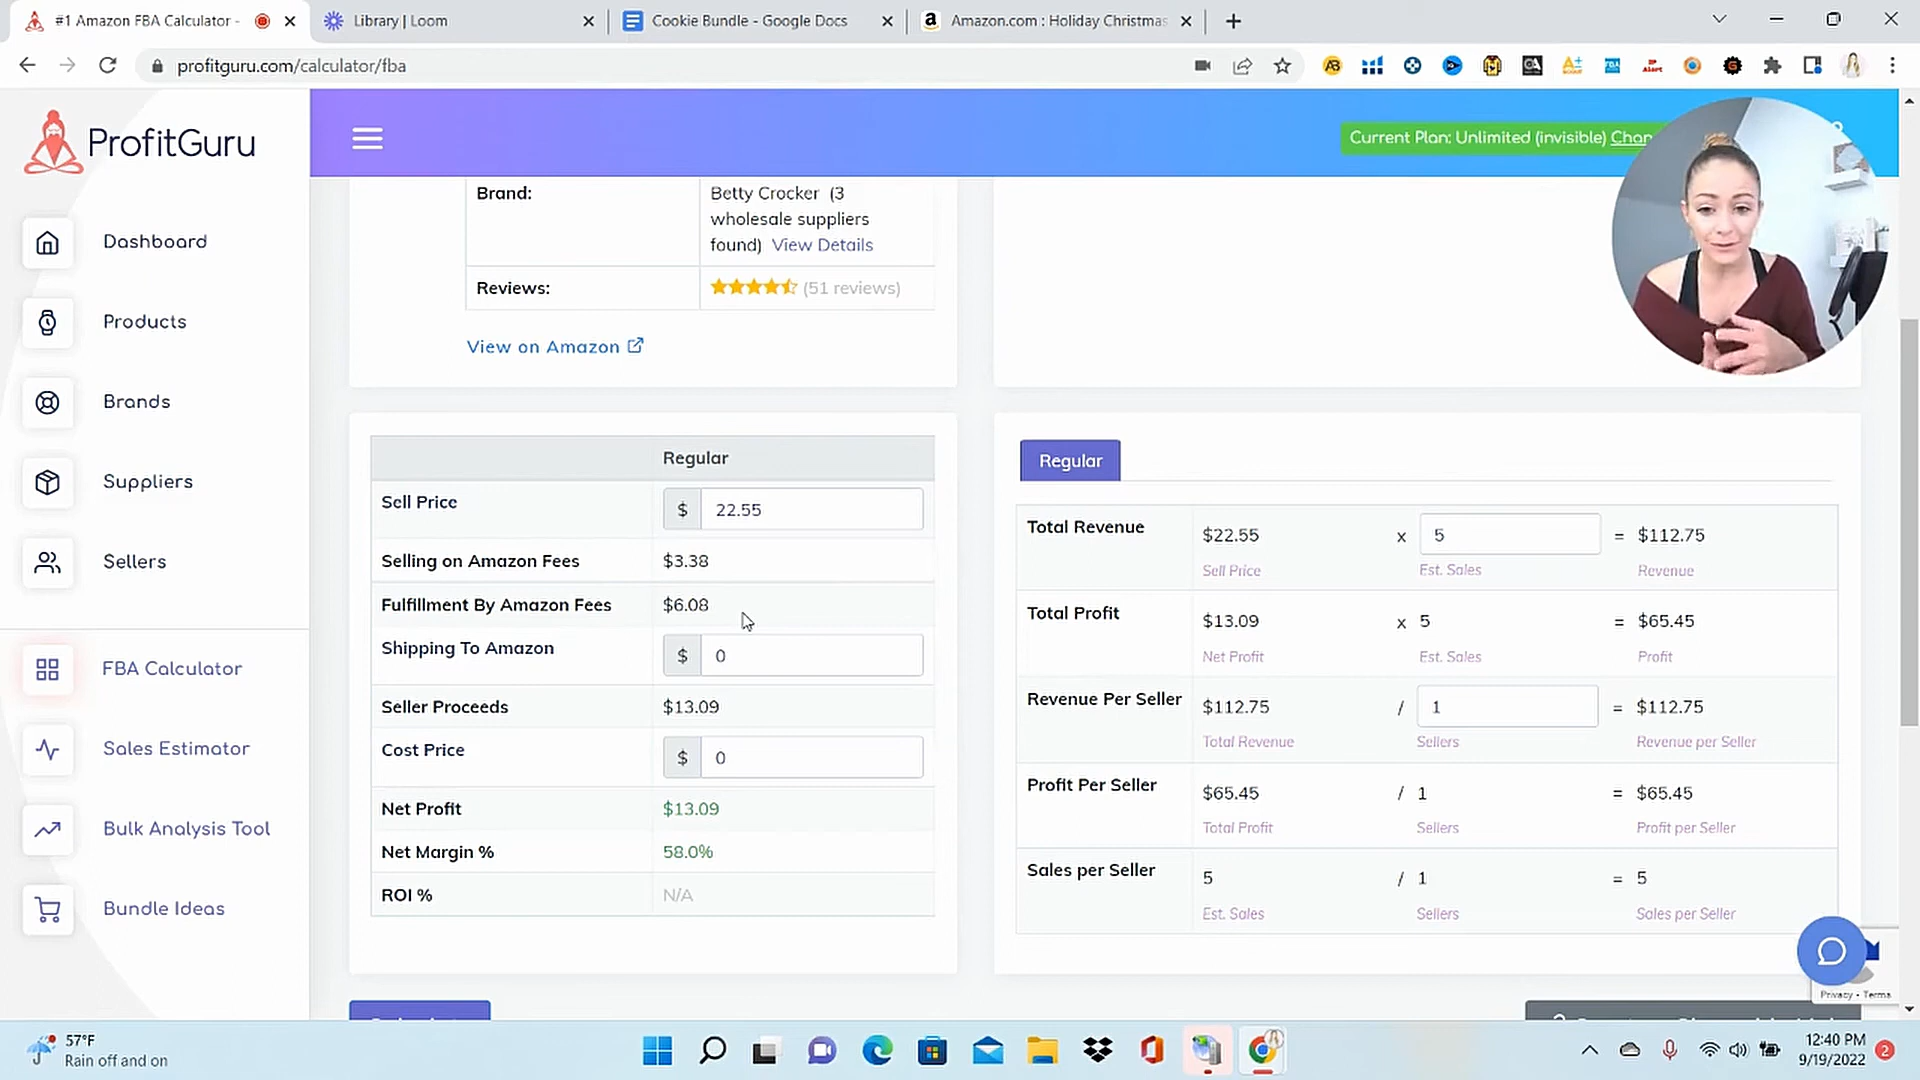 #1 Amazon FBA Calculator -
Library | Loom
Cookie Bundle - Google Docs
Amazon.com : Holiday Christmas
profitguru.com/calculator/fba
ProfitGuru
Current Plan: Unlimited (invisible) Chan
Dashboard
Products
Brands
Suppliers
Sellers
FBA Calculator
Sales Estimator
Bulk Analysis Tool
Bundle Ideas
Brand:
Betty Crocker (3
wholesale suppliers
found) View Details
Reviews:
(51 reviews)
View on Amazon
Regular
Sell Price
$ 22.55
Selling on Amazon Fees
$3.38
Fulfillment By Amazon Fees
$6.08
Shipping To Amazon
$ 0
Seller Proceeds
$13.09
Cost Price
$ 0
Net Profit
$13.09
Net Margin %
58.0%
ROI %
N/A
Regular
Total Revenue
$22.55 x 5 = $112.75
Sell Price Est. Sales Revenue
Total Profit
$13.09 x 5 = $65.45
Net Profit Est. Sales Profit
Revenue Per Seller
$112.75 / 1 = $112.75
Total Revenue Sellers Revenue per Seller
Profit Per Seller
$65.45 / 1 = $65.45
Total Profit Sellers Profit per Seller
Sales per Seller
5 / 1 = 5
Est. Sales Sellers Sales per Seller
Privacy - Terms
57°F
Rain off and on
12:40 PM
9/19/2022
2